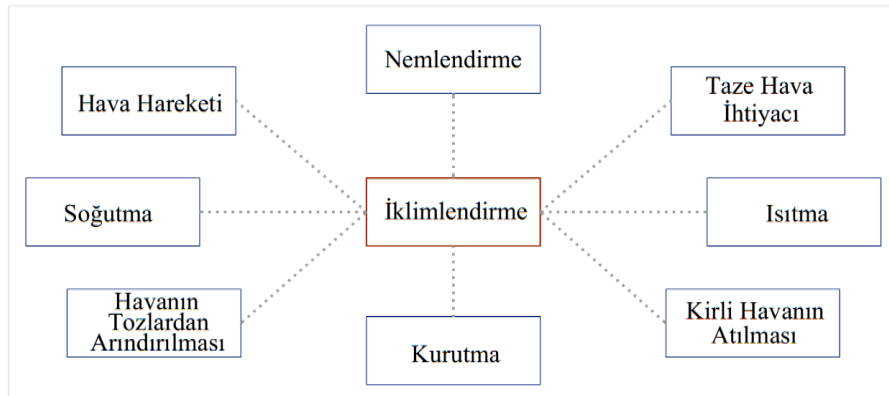 Nemlendirme
Hava Hareketi
Taze Hava
İhtiyacı
Soğutma
İklimlendirme
Isıtma
Havanın
Tozlardan
Arındırılması
Kirli Havanın
Atılması
Kurutma